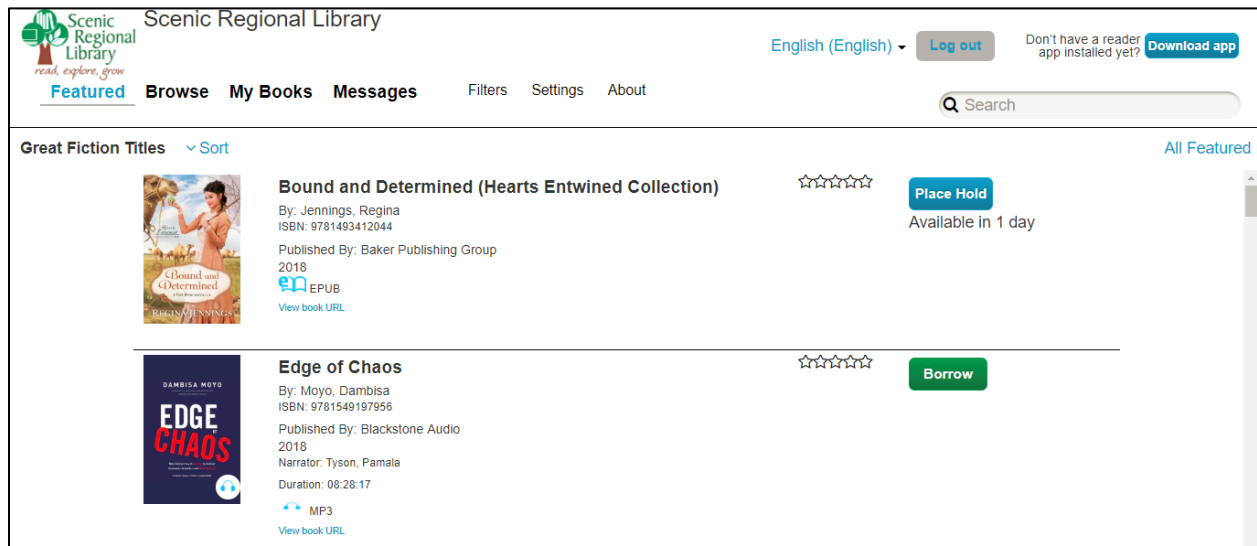 Scenic
Regional
Library
read, explore, grow
Scenic Regional Library
English (English)
Log out
Don't have a reader
app installed yet?
Download app
Featured Browse My Books Messages Filters Settings About
Search
Great Fiction Titles Sort
All Featured
Bound and
Determined
REGINA JENNINGS
Bound and Determined (Hearts Entwined Collection)
By: Jennings, Regina
ISBN: 9781493412044
Published By: Baker Publishing Group
2018
EPUB
View book URL
Place Hold
Available in 1 day
DAMBISA MOYO
EDGE
OF
CHAOS
Edge of Chaos
By: Moyo, Dambisa
ISBN: 9781549197956
Published By: Blackstone Audio
2018
Narrator: Tyson, Pamala
Duration: 08:28:17
MP3
View book URL
Borrow